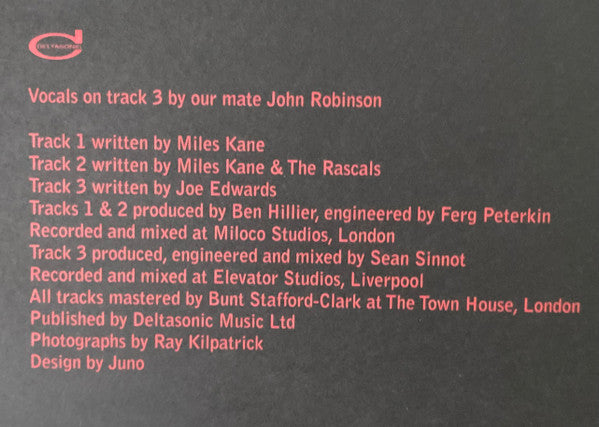 DELTASONIC
Vocals on track 3 by our mate John Robinson
Track 1 written by Miles Kane
Track 2 written by Miles Kane & The Rascals
Track 3 written by Joe Edwards
Tracks 1 & 2 produced by Ben Hillier, engineered by Ferg Peterkin
Recorded and mixed at Miloco Studios, London
Track 3 produced, engineered and mixed by Sean Sinnot
Recorded and mixed at Elevator Studios, Liverpool
All tracks mastered by Bunt Stafford-Clark at The Town House, London
Published by Deltasonic Music Ltd
Photographs by Ray Kilpatrick
Design by Juno